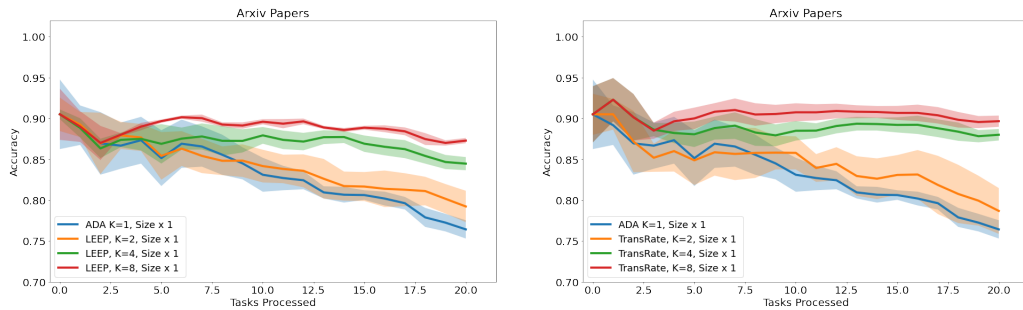 Arxiv Papers
1.00
0.95
0.90
0.85
0.80
0.75
0.70
Accuracy
ADA K=1, Size x 1
LEEP, K=2, Size x 1
LEEP, K=4, Size x 1
LEEP, K=8, Size x 1
0.0 2.5 5.0 7.5 10.0 12.5 15.0 17.5 20.0
Tasks Processed
Arxiv Papers
1.00
0.95
0.90
0.85
0.80
0.75
0.70
Accuracy
ADA K=1, Size x 1
TransRate, K=2, Size x 1
TransRate, K=4, Size x 1
TransRate, K=8, Size x 1
0.0 2.5 5.0 7.5 10.0 12.5 15.0 17.5 20.0
Tasks Processed